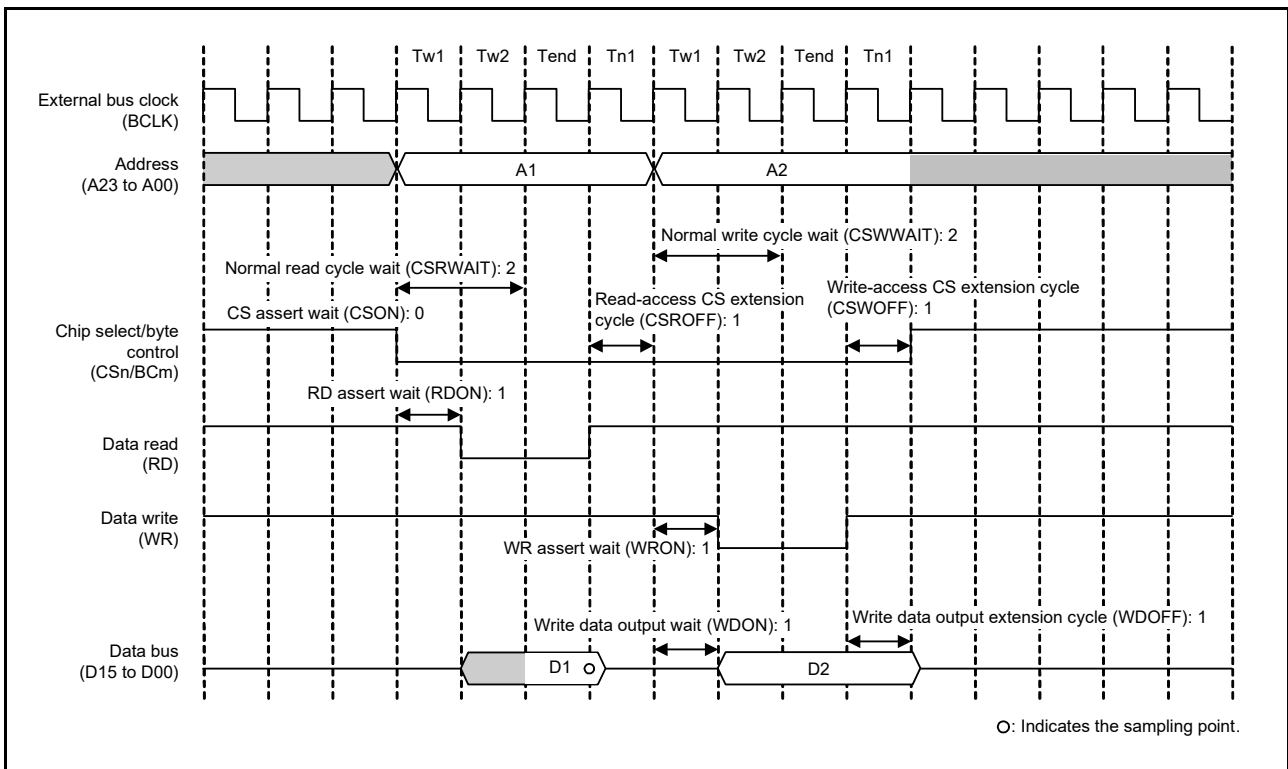 Tw1 Tw2 Tend Tn1 Tw1 Tw2 Tend Tn1
External bus clock
(BCLK)
Address
(A23 to A00)
A1
A2
Normal write cycle wait (CSWWAIT): 2
Normal read cycle wait (CSRWAIT): 2
Read-access CS extension
cycle (CSROFF): 1
Write-access CS extension cycle
(CSWOFF): 1
CS assert wait (CSON): 0
Chip select/byte
control
(CSn/BCm)
RD assert wait (RDON): 1
Data read
(RD)
Data write
(WR)
WR assert wait (WRON): 1
Write data output wait (WDON): 1
Write data output extension cycle (WDOFF): 1
Data bus
(D15 to D00)
D1
D2
O: Indicates the sampling point.